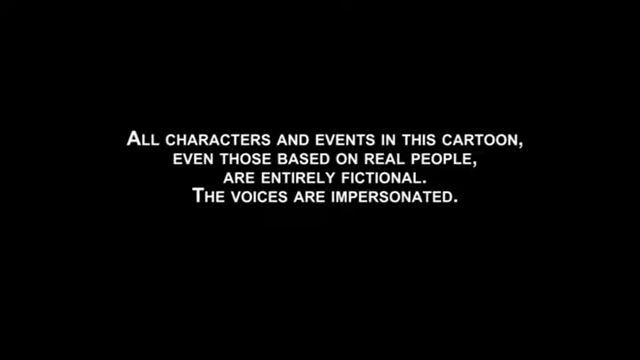 ALL CHARACTERS AND EVENTS IN THIS CARTOON,
EVEN THOSE BASED ON REAL PEOPLE,
ARE ENTIRELY FICTIONAL.
THE VOICES ARE IMPERSONATED.